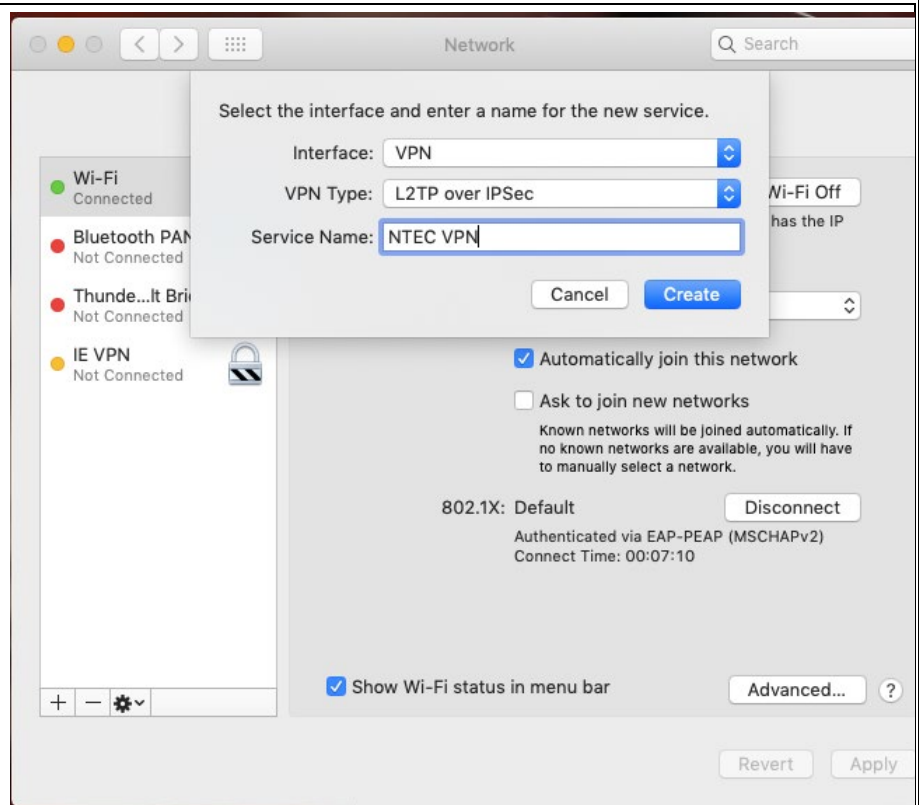 Network
Search
Select the interface and enter a name for the new service.
Interface: VPN
VPN Type: L2TP over IPSec
Service Name: NTEC VPN
Cancel
Create
Wi-Fi
Connected
Bluetooth PAN
Not Connected
Thunde...lt Bri
Not Connected
IE VPN
Not Connected
Wi-Fi Off
has the IP
Automatically join this network
Ask to join new networks
Known networks will be joined automatically. If
no known networks are available, you will have
to manually select a network.
802.1X: Default
Disconnect
Authenticated via EAP-PEAP (MSCHAPv2)
Connect Time: 00:07:10
Show Wi-Fi status in menu bar
Advanced...
?
Revert
Apply